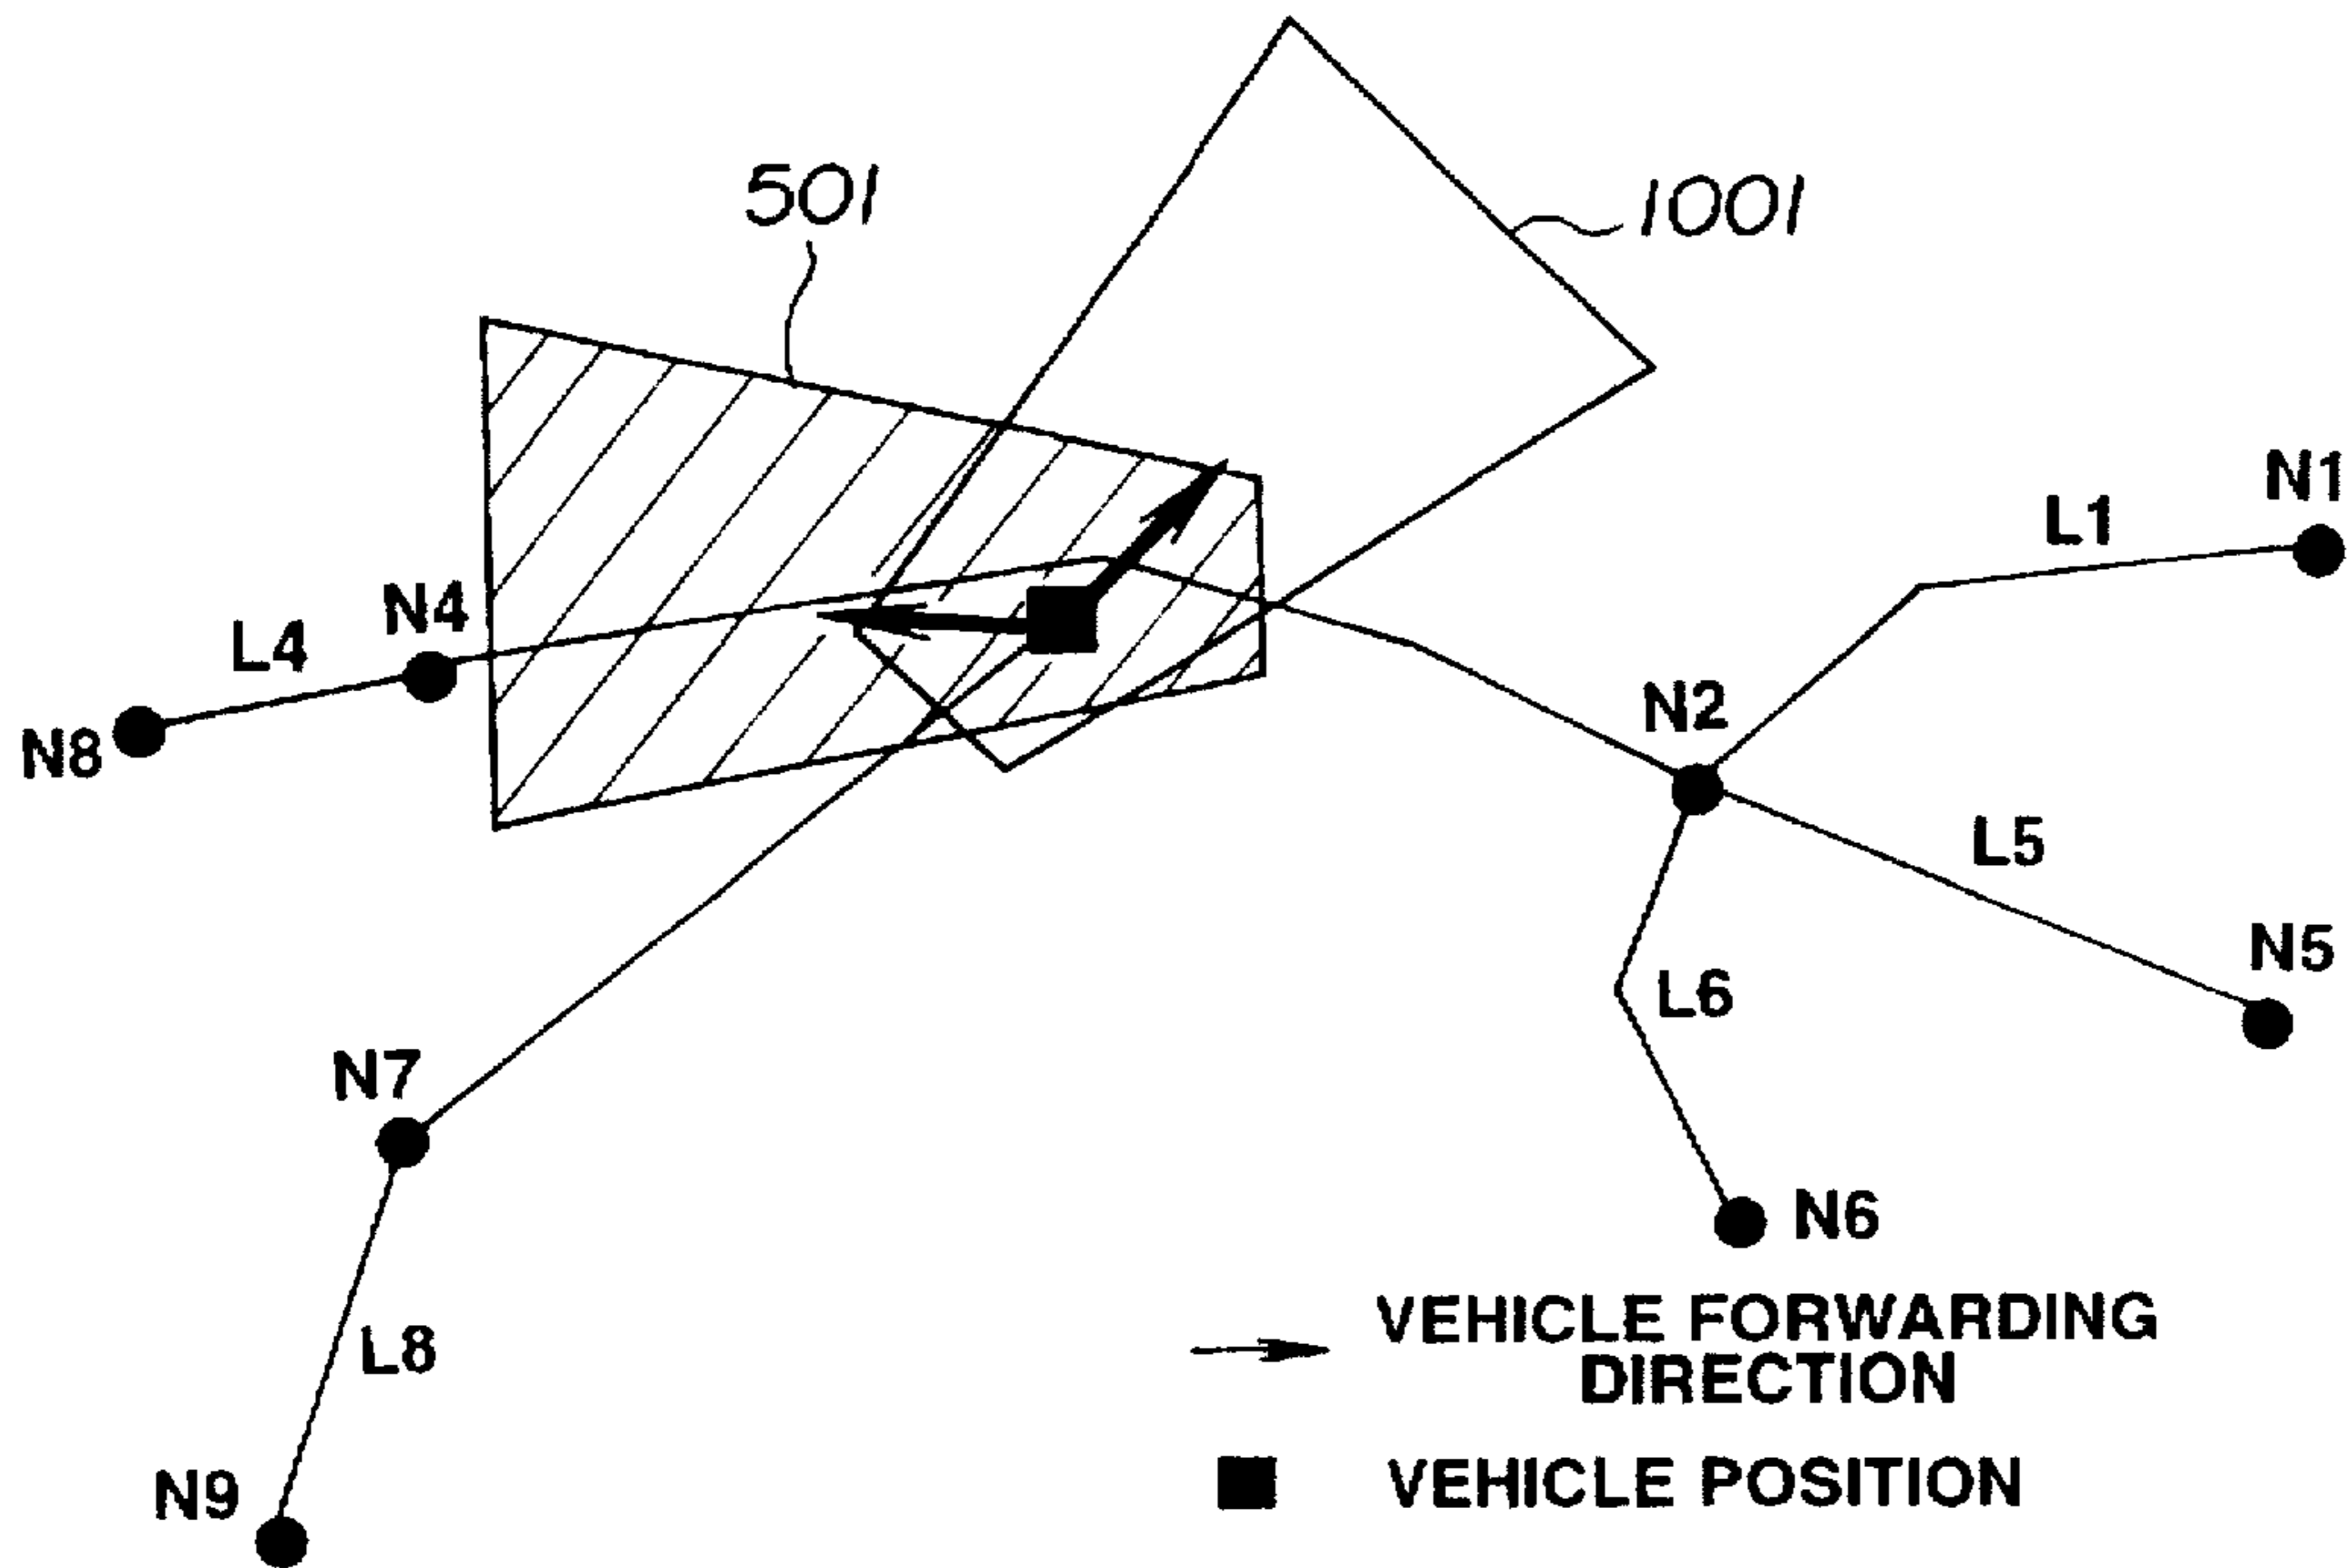 501
1001
N1
L1
N4
L4
N2
N8
L5
N5
L6
N7
N6
VEHICLE FORWARDING
DIRECTION
L8
VEHICLE POSITION
N9